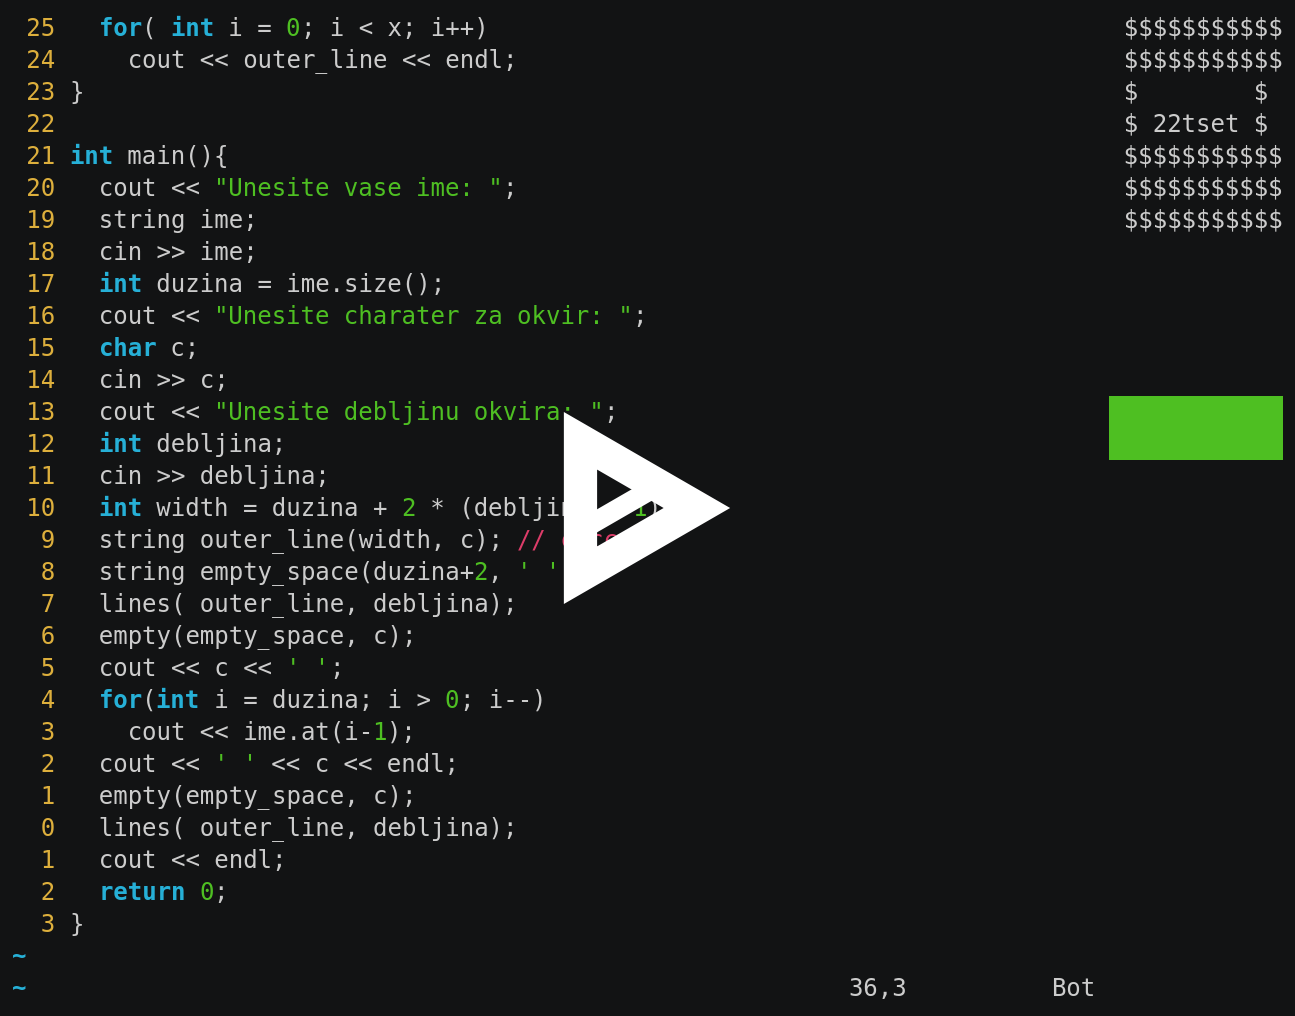 25   for( int i = 0; i < x; i++)
24     cout << outer_line << endl;
23 }
22
21 int main(){
20   cout << "Unesite vase ime: ";
19   string ime;
18   cin >> ime;
17   int duzina = ime.size();
16   cout << "Unesite charater za okvir: ";
15   char c;
14   cin >> c;
13   cout << "Unesite debljinu okvira: ";
12   int debljina;
11   cin >> debljina;
10   int width = duzina + 2 * (debljin 1)
 9   string outer_line(width, c); //
 8   string empty_space(duzina+2, ' '
 7   lines( outer_line, debljina);
 6   empty(empty_space, c);
 5   cout << c << ' ';
 4   for(int i = duzina; i > 0; i--)
 3     cout << ime.at(i-1);
 2   cout << ' ' << c << endl;
 1   empty(empty_space, c);
 0   lines( outer_line, debljina);
 1   cout << endl;
 2   return 0;
 3 }
~
~
36,3          Bot
$$$$$$$$$$$
$$$$$$$$$$$
$        $
$ 22tset $
$$$$$$$$$$$
$$$$$$$$$$$
$$$$$$$$$$$